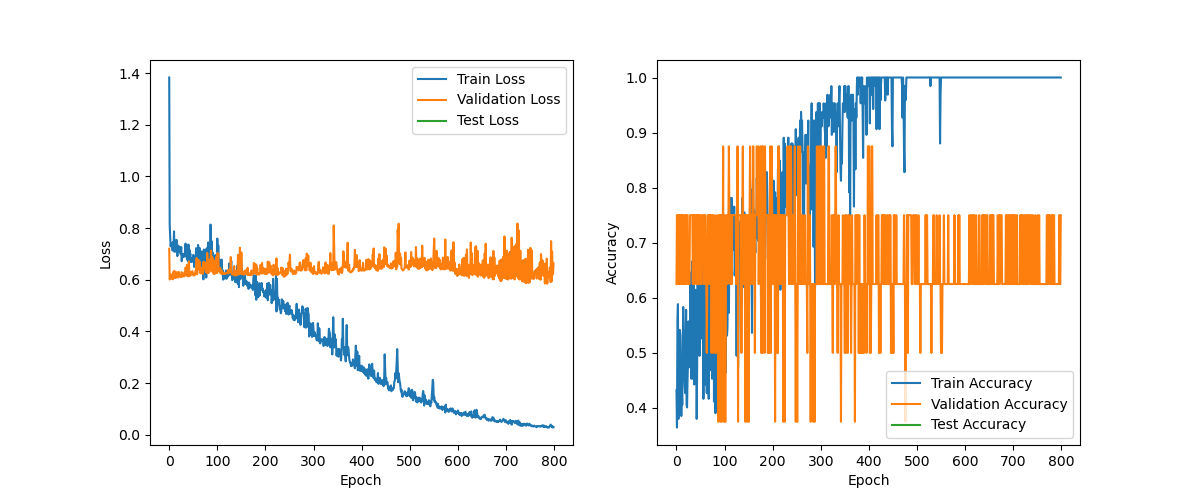 1.4
1.2
1.0
0.8
0.6
0.4
0.2
0.0
Loss
0 100 200 300 400 500 600 700 800
Epoch
Train Loss
Validation Loss
Test Loss
1.0
0.9
0.8
0.7
0.6
0.5
0.4
Accuracy
0 100 200 300 400 500 600 700 800
Epoch
Train Accuracy
Validation Accuracy
Test Accuracy